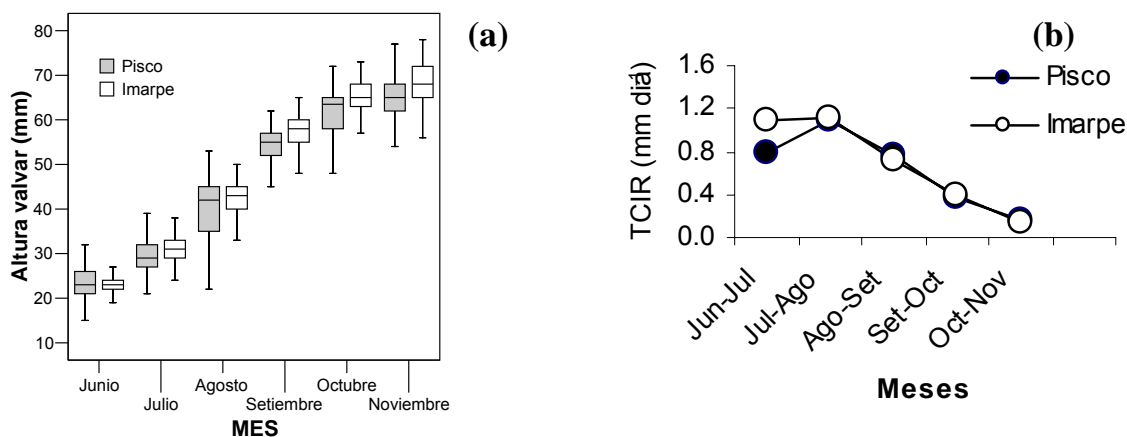 (a)
Altura valvar (mm)
80
70
60
50
40
30
20
10
Pisco
Imarpe
Junio
Julio
Agosto
Setiembre
Octubre
Noviembre
MES
(b)
TCIR (mm diá)
1.6
1.2
0.8
0.4
0.0
Pisco
Imarpe
Jun-Jul
Jul-Ago
Ago-Set
Set-Oct
Oct-Nov
Meses